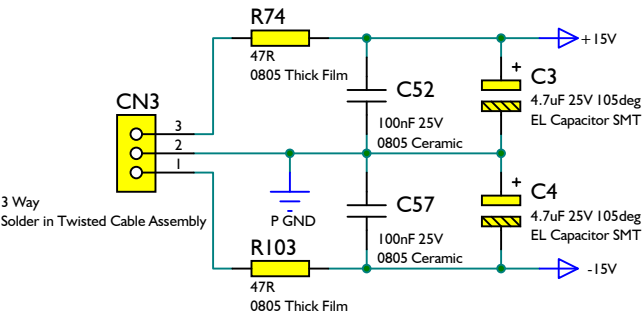 R74
47R
0805 Thick Film
+15V
+
C3
4.7uF 25V 105deg
EL Capacitor SMT
C52
100nF 25V
0805 Ceramic
CN3
3
2
1
3 Way
Solder in Twisted Cable Assembly
P GND
+
C4
4.7uF 25V 105deg
EL Capacitor SMT
C57
100nF 25V
0805 Ceramic
R103
47R
0805 Thick Film
-15V